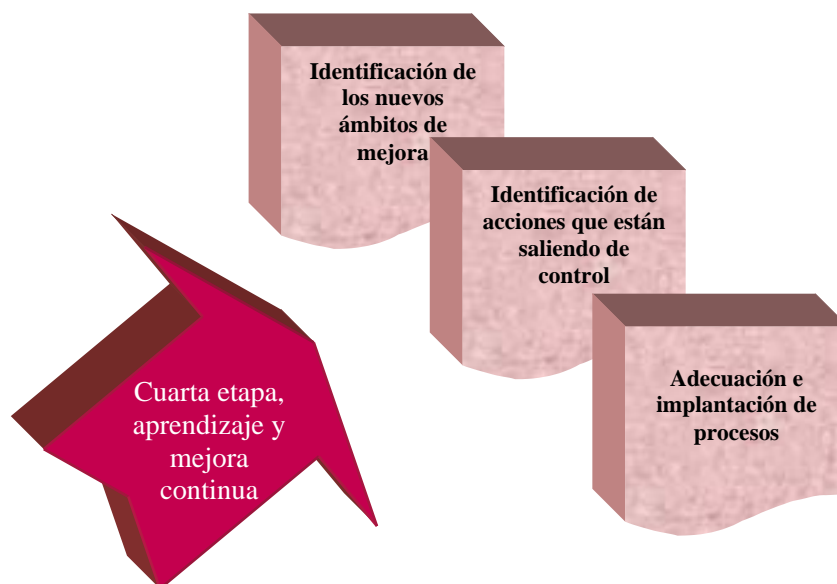 Identificación de
los nuevos
ámbitos de
mejora
Identificación de
acciones que están
saliendo de
control
Adecuación e
implantación de
procesos
Cuarta etapa,
aprendizaje y
mejora
continua